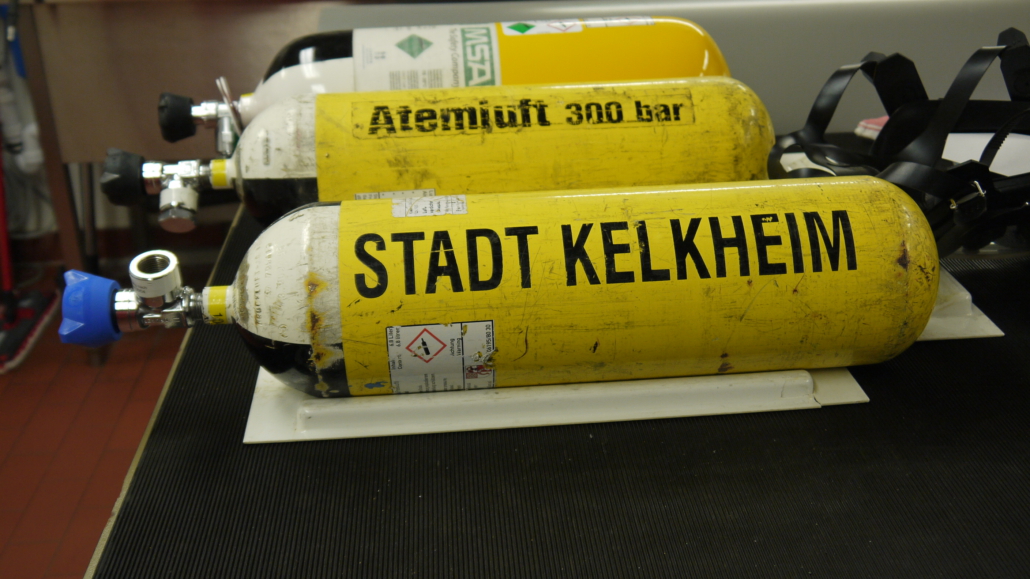 MSA
Atemluft 300 bar
STADT KELKHEIM